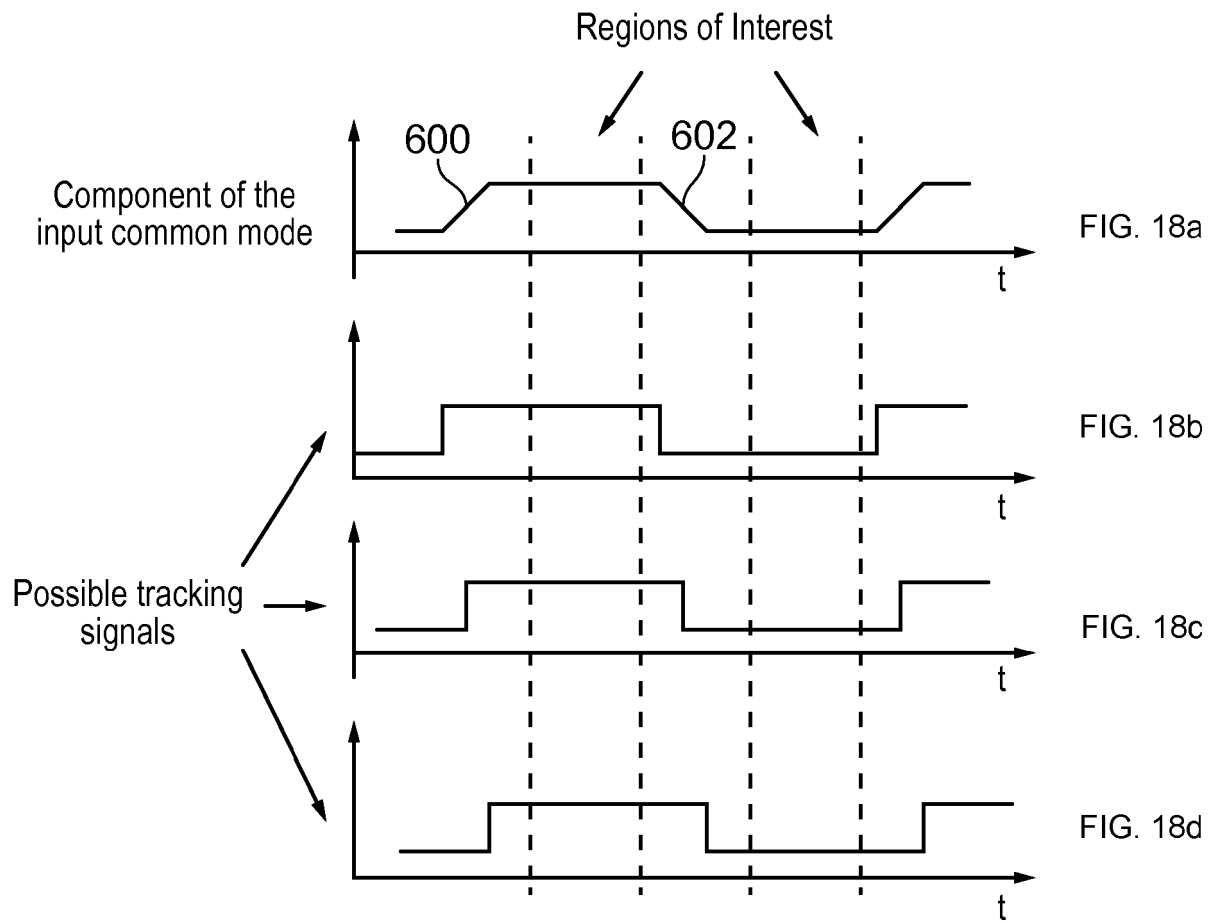 Regions of Interest
600
602
Component of the
input common mode
t
FIG. 18a
t
FIG. 18b
Possible tracking
signals
t
FIG. 18c
t
FIG. 18d